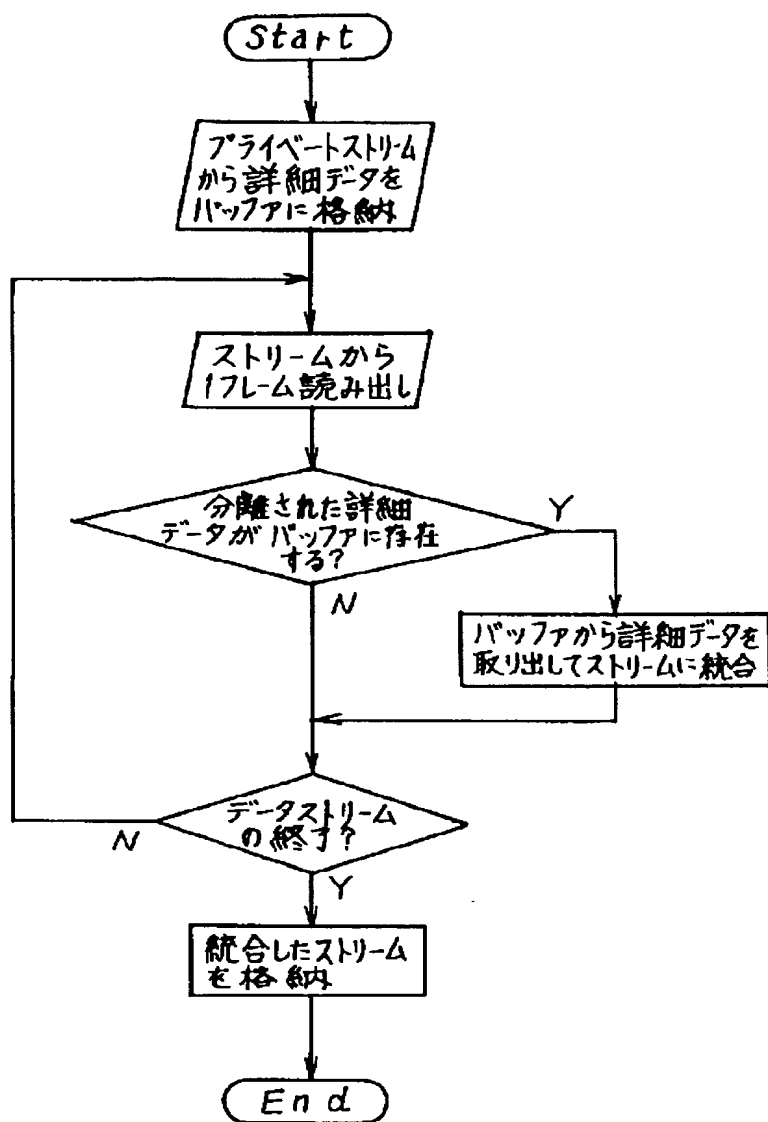 Start
プライベートストリーム
から詳細データを
バッファに格納
ストリームから
1フレーム読み出し
分離された詳細
データがバッファに存在
する?
Y
N
バッファから詳細データを
取り出してストリームに統合
データストリーム
の終了?
N
Y
統合したストリーム
を格納
End